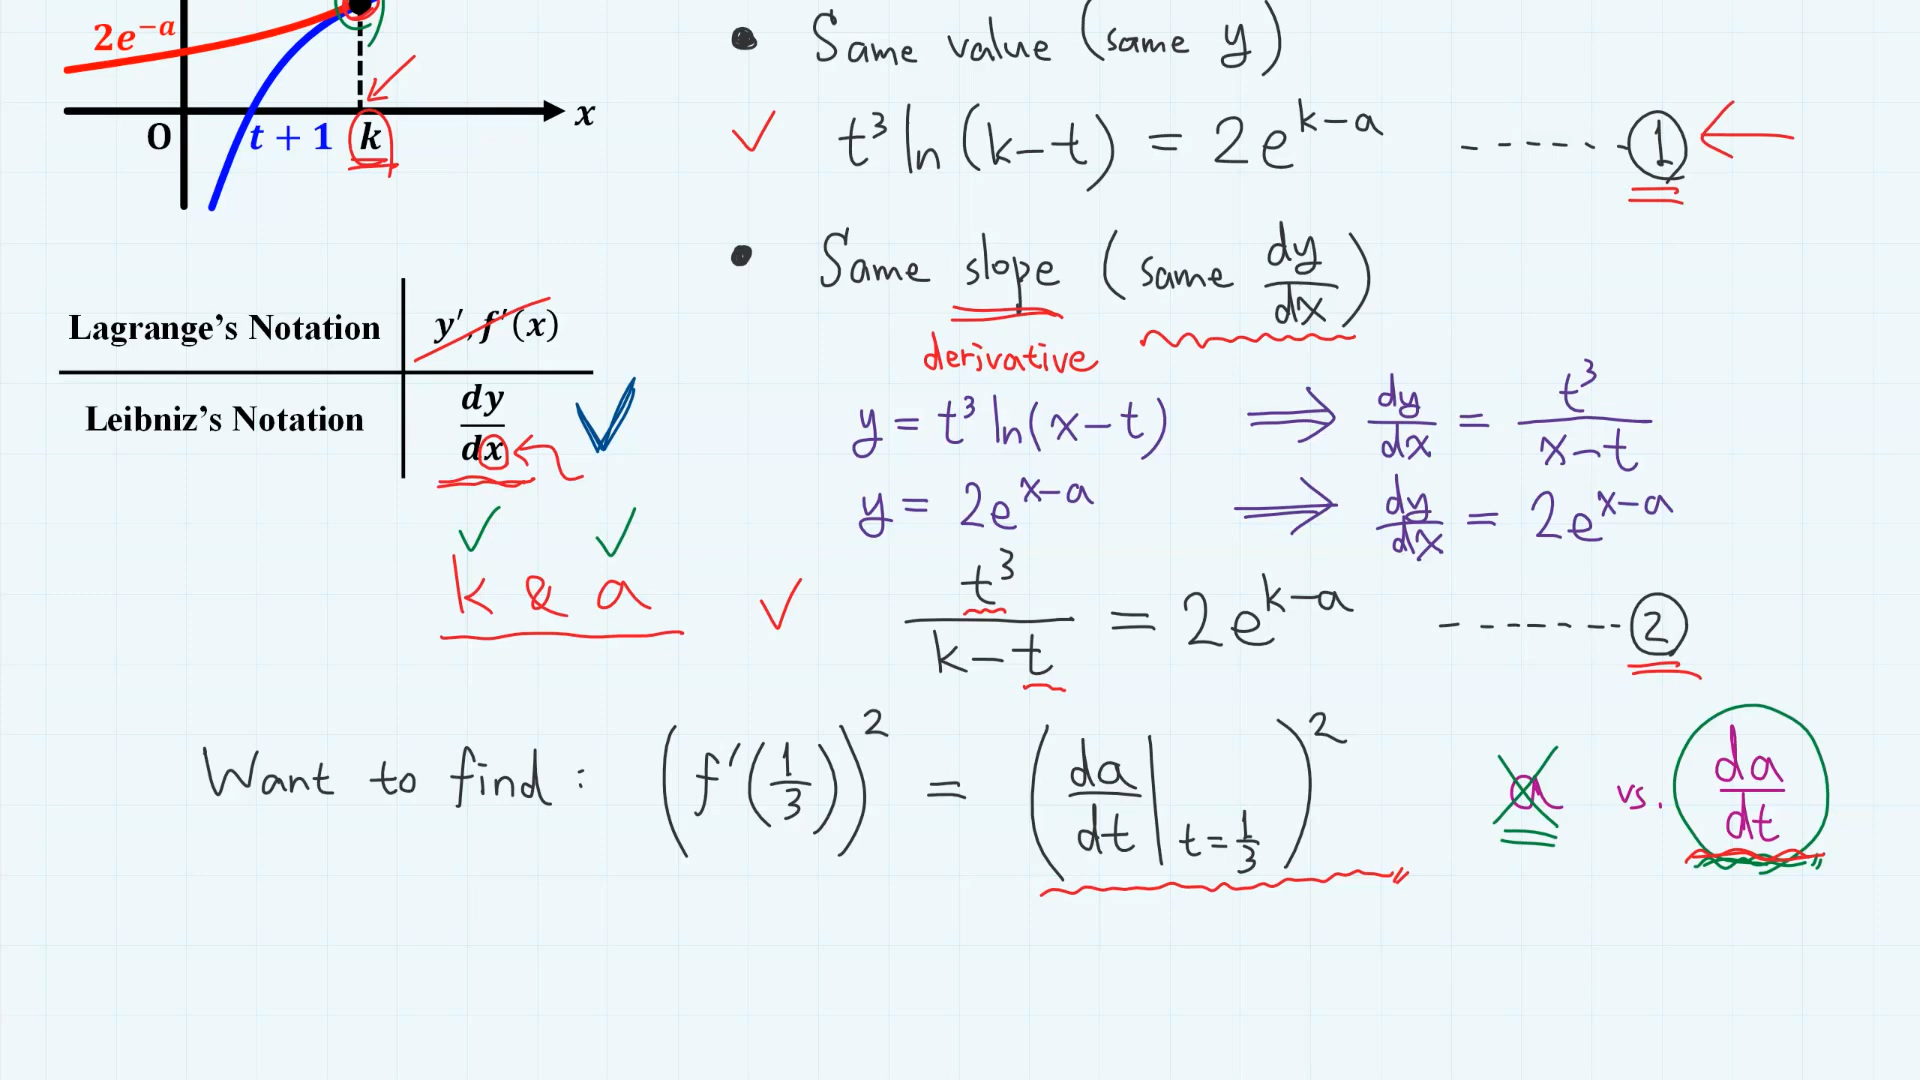 2e^{-a}
O t + 1 k x
Lagrange's Notation y′, f′(x)
Leibniz's Notation dy/dx
k & a
• Same value (same y)
t³ ln(k−t) = 2e^{k−a} ------ ①
• Same slope (same dy/dx)
derivative
y = t³ ln(x−t) ⟹ dy/dx = t³/(x−t)
y = 2e^{x−a} ⟹ dy/dx = 2e^{x−a}
t³/(k−t) = 2e^{k−a} ------- ②
Want to find : (f′(1/3))² = (da/dt | t=1/3)² a vs. da/dt